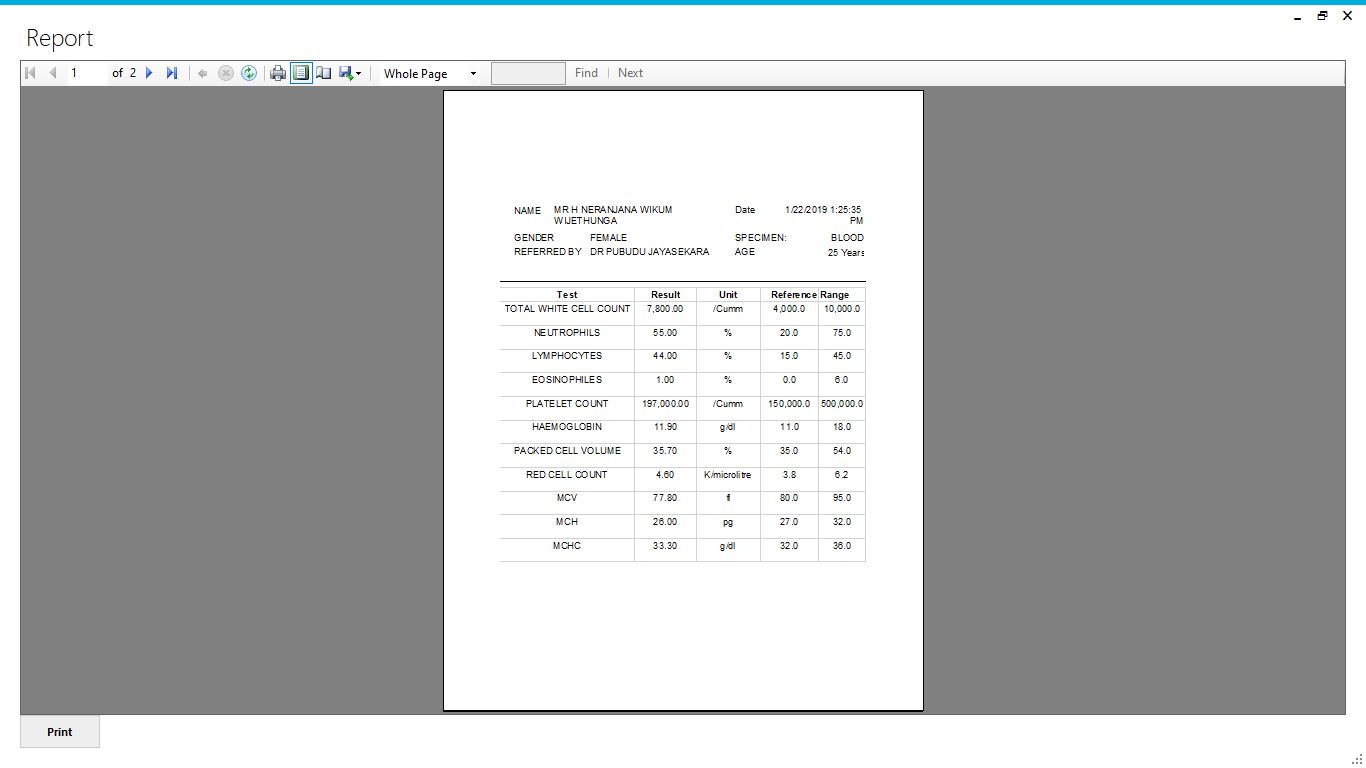 Report
1 of 2 Whole Page Find Next
NAME MR H NERANJANA WIKUM Date 1/22/2019 1:25:35
WIJETHUNGA PM
GENDER FEMALE SPECIMEN: BLOOD
REFERRED BY DR PUBUDU JAYASEKARA AGE 25 Years
Test Result Unit Reference Range
TOTAL WHITE CELL COUNT 7,800.00 /Cumm 4,000.0 10,000.0
NEUTROPHILS 55.00 % 20.0 75.0
LYMPHOCYTES 44.00 % 15.0 45.0
EOSINOPHILES 1.00 % 0.0 6.0
PLATELET COUNT 197,000.00 /Cumm 150,000.0 500,000.0
HAEMOGLOBIN 11.90 g/dl 11.0 18.0
PACKED CELL VOLUME 35.70 % 35.0 54.0
RED CELL COUNT 4.60 K/microlitre 3.8 6.2
MCV 77.80 fl 80.0 95.0
MCH 26.00 pg 27.0 32.0
MCHC 33.30 g/dl 32.0 36.0
Print